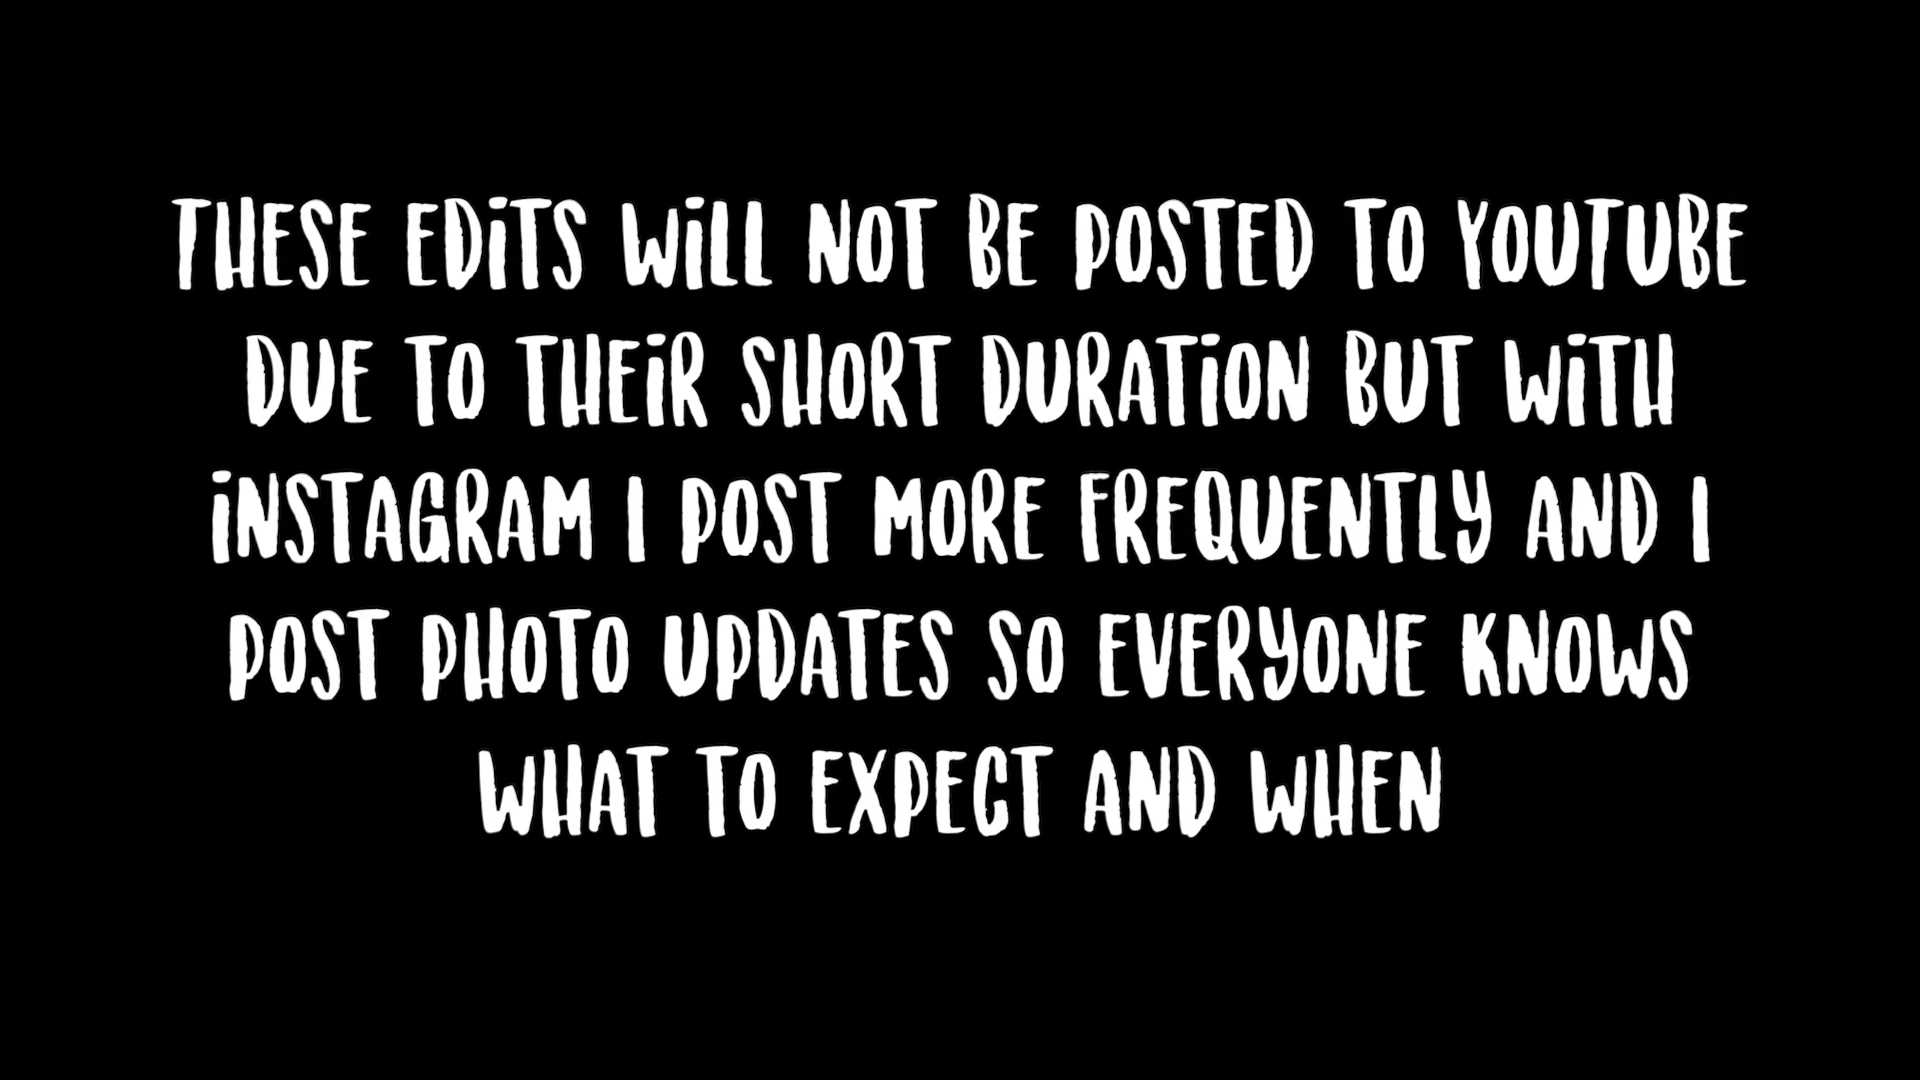 THESE EDiTS WiLL NOT BE POSTED TO YOUTUBE
DUE TO THEiR SHORT DURATiON BUT WiTH
iNSTAGRAM I POST MORE FREQUENTLY AND I
POST PHOTO UPDATES SO EVERYONE KNOWS
WHAT TO EXPECT AND WHEN